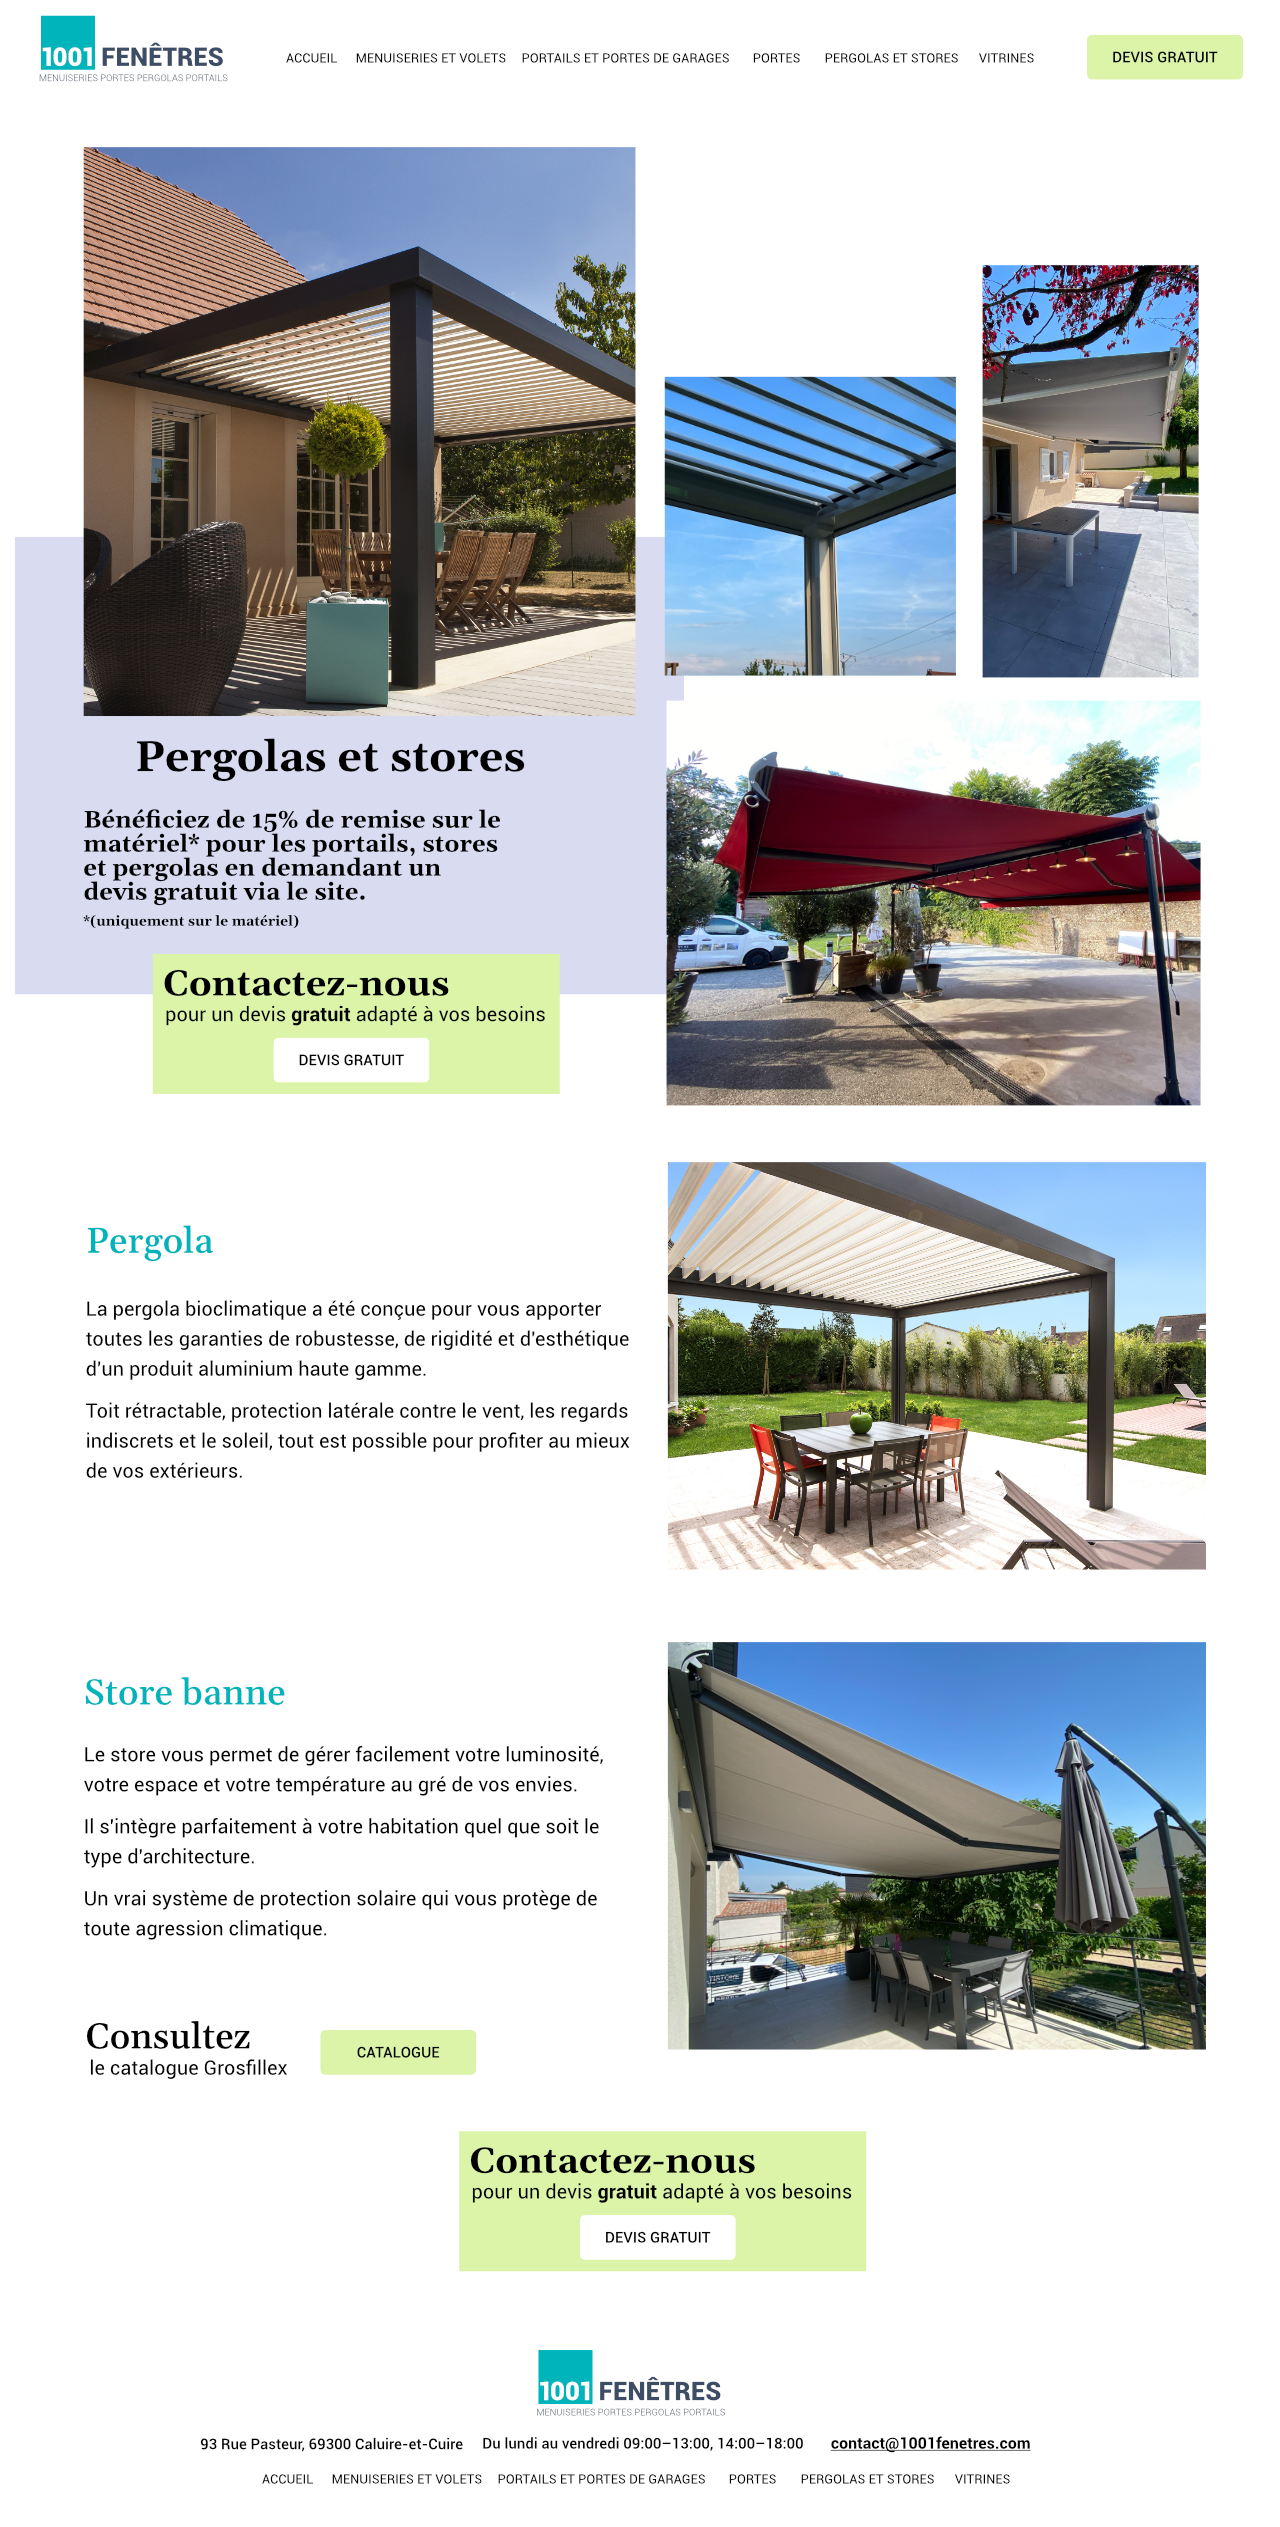 1001 FENÊTRES
MENUISERIES PORTES PERGOLAS PORTAILS
ACCUEIL MENUISERIES ET VOLETS PORTAILS ET PORTES DE GARAGES PORTES PERGOLAS ET STORES VITRINES
DEVIS GRATUIT
Pergolas et stores
Bénéficiez de 15% de remise sur le
matériel* pour les portails, stores
et pergolas en demandant un
devis gratuit via le site.
*(uniquement sur le matériel)
Contactez-nous
pour un devis gratuit adapté à vos besoins
DEVIS GRATUIT
Pergola
La pergola bioclimatique a été conçue pour vous apporter
toutes les garanties de robustesse, de rigidité et d'esthétique
d'un produit aluminium haute gamme.
Toit rétractable, protection latérale contre le vent, les regards
indiscrets et le soleil, tout est possible pour profiter au mieux
de vos extérieurs.
Store banne
Le store vous permet de gérer facilement votre luminosité,
votre espace et votre température au gré de vos envies.
Il s'intègre parfaitement à votre habitation quel que soit le
type d'architecture.
Un vrai système de protection solaire qui vous protège de
toute agression climatique.
Consultez
le catalogue Grosfillex
CATALOGUE
Contactez-nous
pour un devis gratuit adapté à vos besoins
DEVIS GRATUIT
1001 FENÊTRES
MENUISERIES PORTES PERGOLAS PORTAILS
93 Rue Pasteur, 69300 Caluire-et-Cuire Du lundi au vendredi 09:00–13:00, 14:00–18:00 contact@1001fenetres.com
ACCUEIL MENUISERIES ET VOLETS PORTAILS ET PORTES DE GARAGES PORTES PERGOLAS ET STORES VITRINES